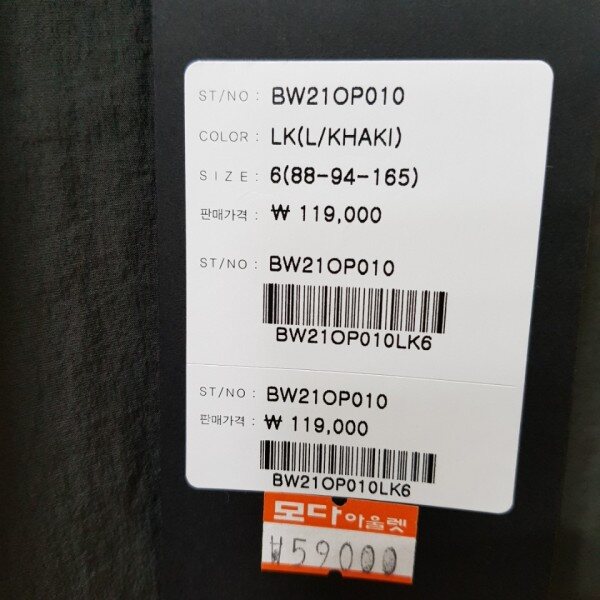 ST/NO : BW21OP010
COLOR : LK(L/KHAKI)
SIZE : 6(88-94-165)
판매가격 : ₩ 119,000
ST/NO : BW21OP010
BW21OP010LK6
ST/NO : BW21OP010
판매가격 : ₩ 119,000
BW21OP010LK6
모다아울렛
₩59000